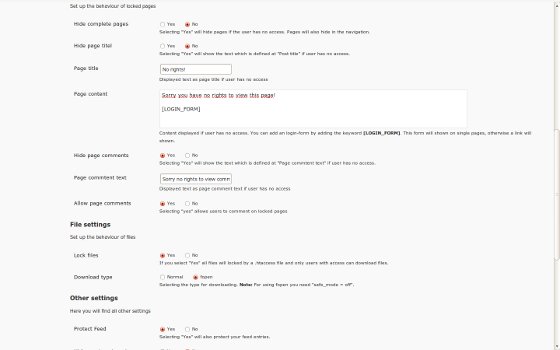 Set up the behaviour of locked pages
Hide complete pages
Yes No
Selecting "Yes" will hide pages if the user has no access. Pages will also hide in the navigation.
Hide page titel
Yes No
Selecting "Yes" will show the text which is defined at "Post title" if user has no access.
Page title
No rights!
Displayed text as page title if user has no access
Page content
Sorry you have no rights to view this page!
[LOGIN_FORM]
Content displayed if user has no access. You can add an login-form by adding the keyword [LOGIN_FORM]. This form will shown on single pages, otherwise a link will
shown.
Hide page comments
Yes No
Selecting "Yes" will show the text which is defined at "Page commtent text" if user has no access.
Page commtent text
Sorry no rights to view comm
Displayed text as page comment text if user has no access
Allow page comments
Yes No
Selecting "yes" allows users to comment on locked pages
File settings
Set up the behaviour of files
Lock files
Yes No
If you select "Yes" all files will locked by a .htaccess file and only users with access can download files.
Download type
Normal fopen
Selecting the type for downloading. Note: For using fopen you need "safe_mode = off".
Other settings
Here you will find all other settings
Protect Feed
Yes No
Selecting "Yes" will also protect your feed entries.